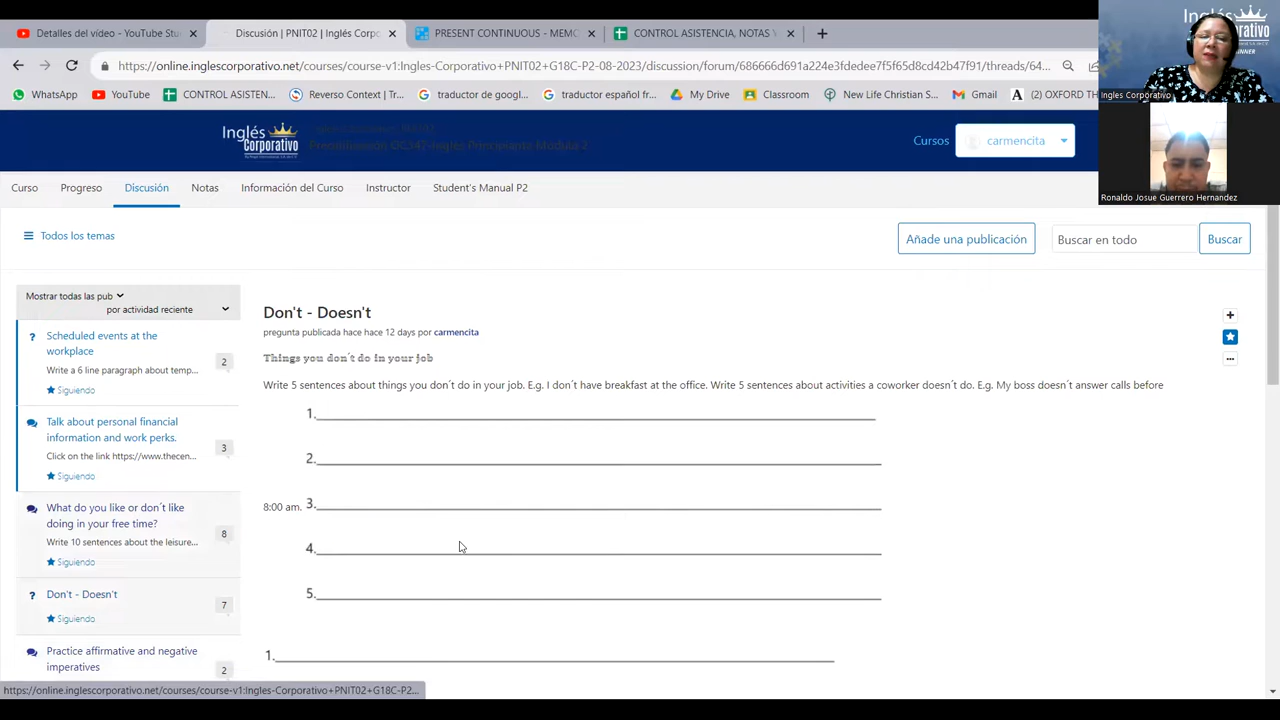 Detalles del vídeo - YouTube Stu
Discusión | PNIT02 | Inglés Corpo
PRESENT CONTINUOUS - MEMO
CONTROL ASISTENCIA, NOTAS Y
https://online.inglescorporativo.net/courses/course-v1:Ingles-Corporativo+PNIT02+G18C-P2-08-2023/discussion/forum/686666d691a224e3fdedee7f5f65d8cd42b47f91/threads/64...
WhatsApp
YouTube
CONTROL ASISTEN...
Reverso Context | Tr...
traductor de googl...
traductor español fr...
My Drive
Classroom
New Life Christian S...
Gmail
(2) OXFORD TH
Ingles Corporativo
Ronaldo Josue Guerrero Hernandez
Inglés
Corporativo
Cursos
carmencita
Curso
Progreso
Discusión
Notas
Información del Curso
Instructor
Student's Manual P2
Todos los temas
Añade una publicación
Buscar en todo
Buscar
Mostrar todas las pub
por actividad reciente
Scheduled events at the
workplace
2
Write a 6 line paragraph about temp...
Siguiendo
Talk about personal financial
information and work perks.
3
Click on the link https://www.thecen...
Siguiendo
What do you like or don´t like
doing in your free time?
8
Write 10 sentences about the leisure...
Siguiendo
Don't - Doesn't
7
Siguiendo
Practice affirmative and negative
imperatives
2
Don't - Doesn't
pregunta publicada hace hace 12 days por carmencita
Things you don´t do in your job
Write 5 sentences about things you don´t do in your job. E.g. I don´t have breakfast at the office. Write 5 sentences about activities a coworker doesn´t do. E.g. My boss doesn´t answer calls before
1.
2.
8:00 am. 3.
4.
5.
1.
https://online.inglescorporativo.net/courses/course-v1:Ingles-Corporativo+PNIT02+G18C-P2...